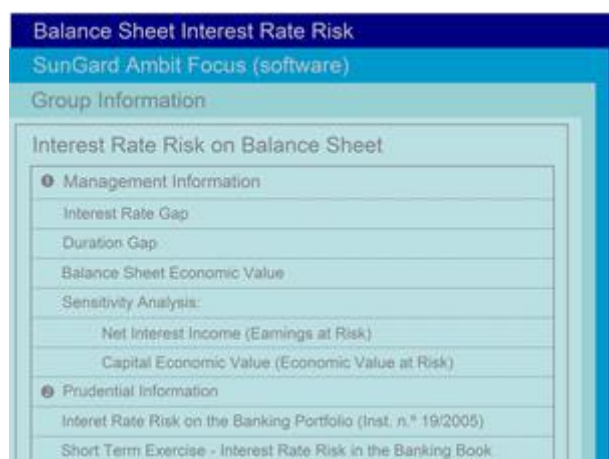 Balance Sheet Interest Rate Risk
SunGard Ambit Focus (software)
Group Information
Interest Rate Risk on Balance Sheet
❶ Management Information
Interest Rate Gap
Duration Gap
Balance Sheet Economic Value
Sensitivity Analysis:
Net Interest Income (Earnings at Risk)
Capital Economic Value (Economic Value at Risk)
❷ Prudential Information
Interet Rate Risk on the Banking Portfolio (Inst. n.º 19/2005)
Short Term Exercise - Interest Rate Risk in the Banking Book